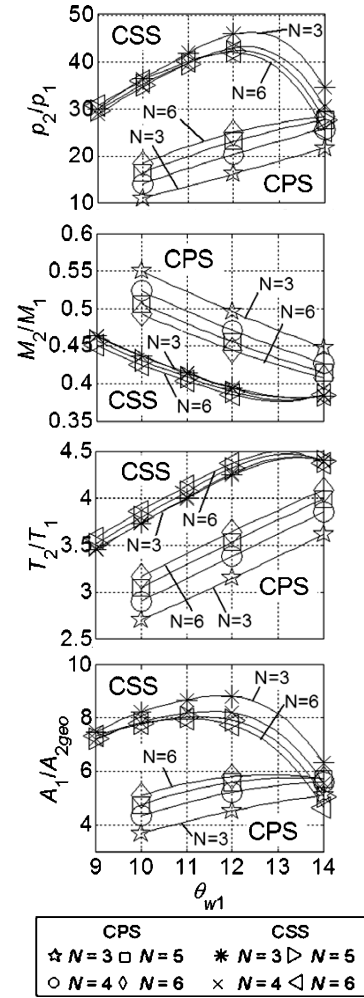 50
40
30
20
10
p2/p1
CSS
N=3
N=6
N=6
N=3
CPS
0.6
0.55
0.5
0.45
0.4
0.35
M2/M1
CPS
N=3
N=3
N=6
CSS
N=6
4.5
4
3.5
3
2.5
T2/T1
CSS
N=6
N=3
CPS
N=6
N=3
10
8
6
4
A1/A2geo
CSS
N=3
N=6
N=6
N=3
CPS
9 10 11 12 13 14
θw1
CPS CSS
N = 3 N = 5 N = 3 N = 5
N = 4 N = 6 N = 4 N = 6